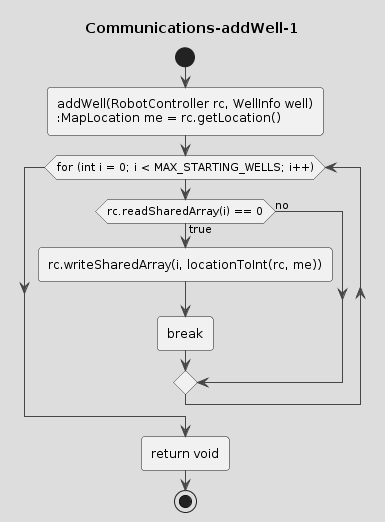 Communications-addWell-1
addWell(RobotController rc, WellInfo well)
:MapLocation me = rc.getLocation()
for (int i = 0; i < MAX_STARTING_WELLS; i++)
rc.readSharedArray(i) == 0
no
true
rc.writeSharedArray(i, locationToInt(rc, me))
break
return void